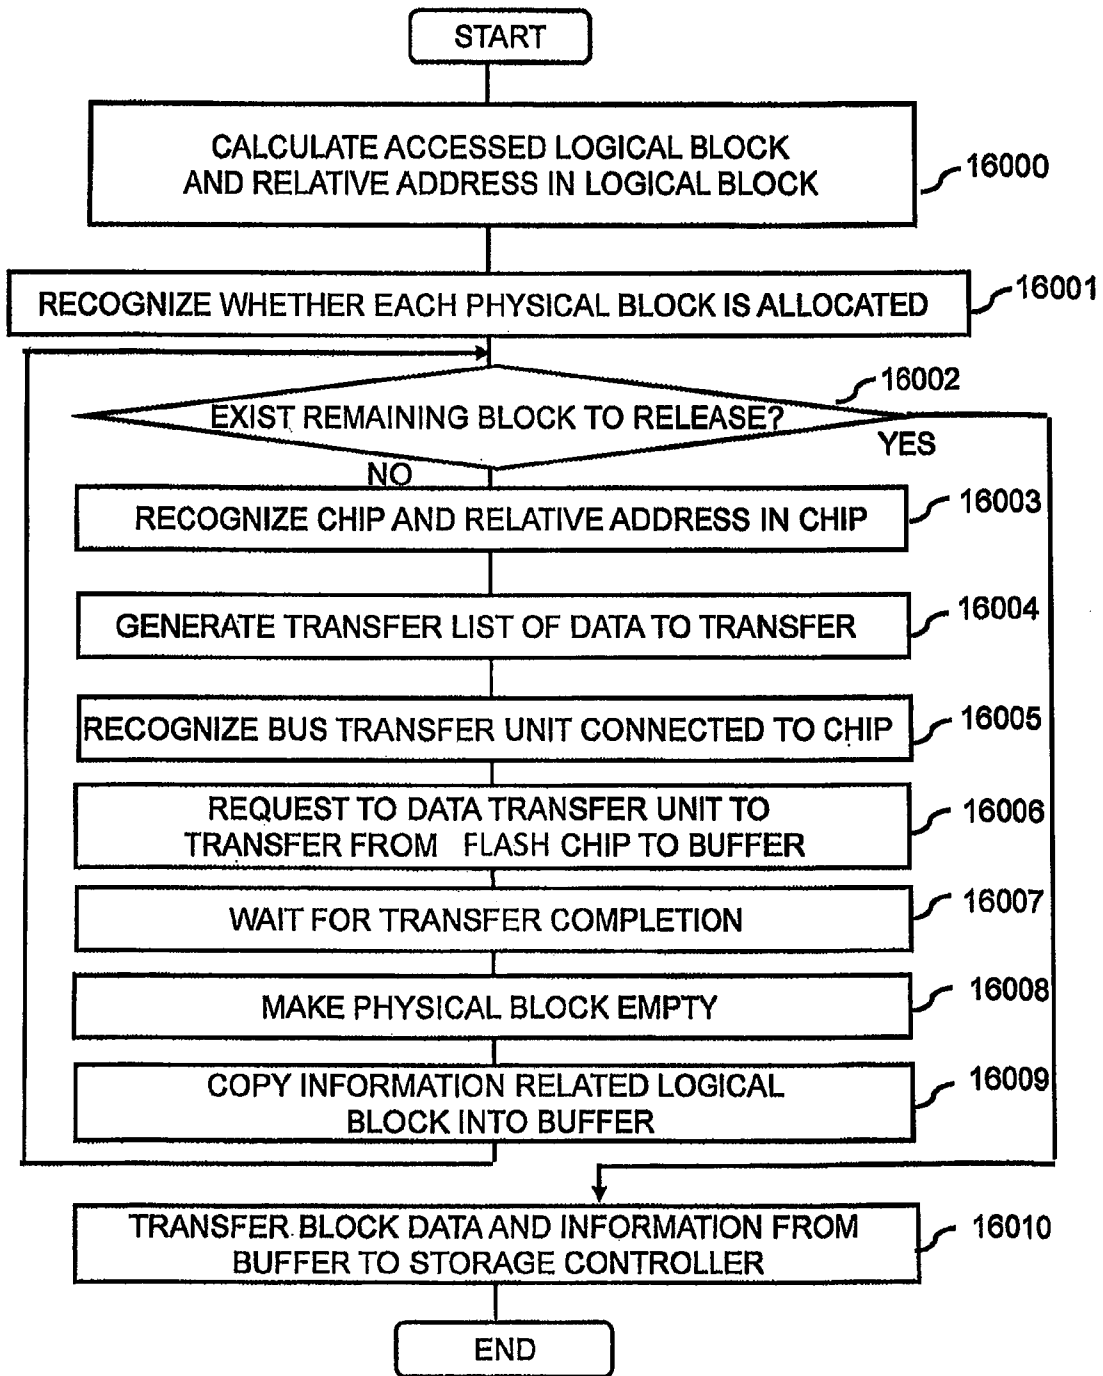 START
CALCULATE ACCESSED LOGICAL BLOCK
AND RELATIVE ADDRESS IN LOGICAL BLOCK
16000
RECOGNIZE WHETHER EACH PHYSICAL BLOCK IS ALLOCATED
16001
EXIST REMAINING BLOCK TO RELEASE?
16002
YES
NO
RECOGNIZE CHIP AND RELATIVE ADDRESS IN CHIP
16003
GENERATE TRANSFER LIST OF DATA TO TRANSFER
16004
RECOGNIZE BUS TRANSFER UNIT CONNECTED TO CHIP
16005
REQUEST TO DATA TRANSFER UNIT TO
TRANSFER FROM FLASH CHIP TO BUFFER
16006
WAIT FOR TRANSFER COMPLETION
16007
MAKE PHYSICAL BLOCK EMPTY
16008
COPY INFORMATION RELATED LOGICAL
BLOCK INTO BUFFER
16009
TRANSFER BLOCK DATA AND INFORMATION FROM
BUFFER TO STORAGE CONTROLLER
16010
END